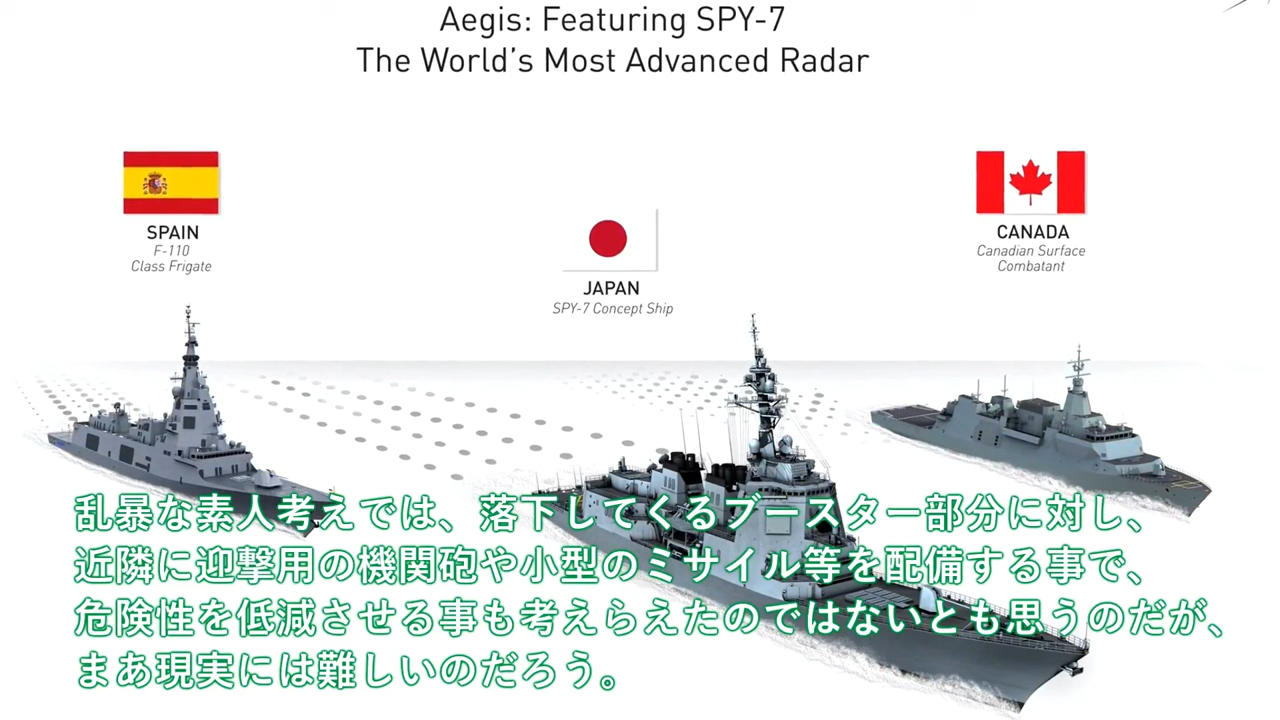 Aegis: Featuring SPY-7
The World's Most Advanced Radar
SPAIN
F-110
Class Frigate
JAPAN
SPY-7 Concept Ship
CANADA
Canadian Surface
Combatant
乱暴な素人考えでは、落下してくるブースター部分に対し、
近隣に迎撃用の機関砲や小型のミサイル等を配備する事で、
危険性を低減させる事も考えらえたのではないとも思うのだが、
まあ現実には難しいのだろう。